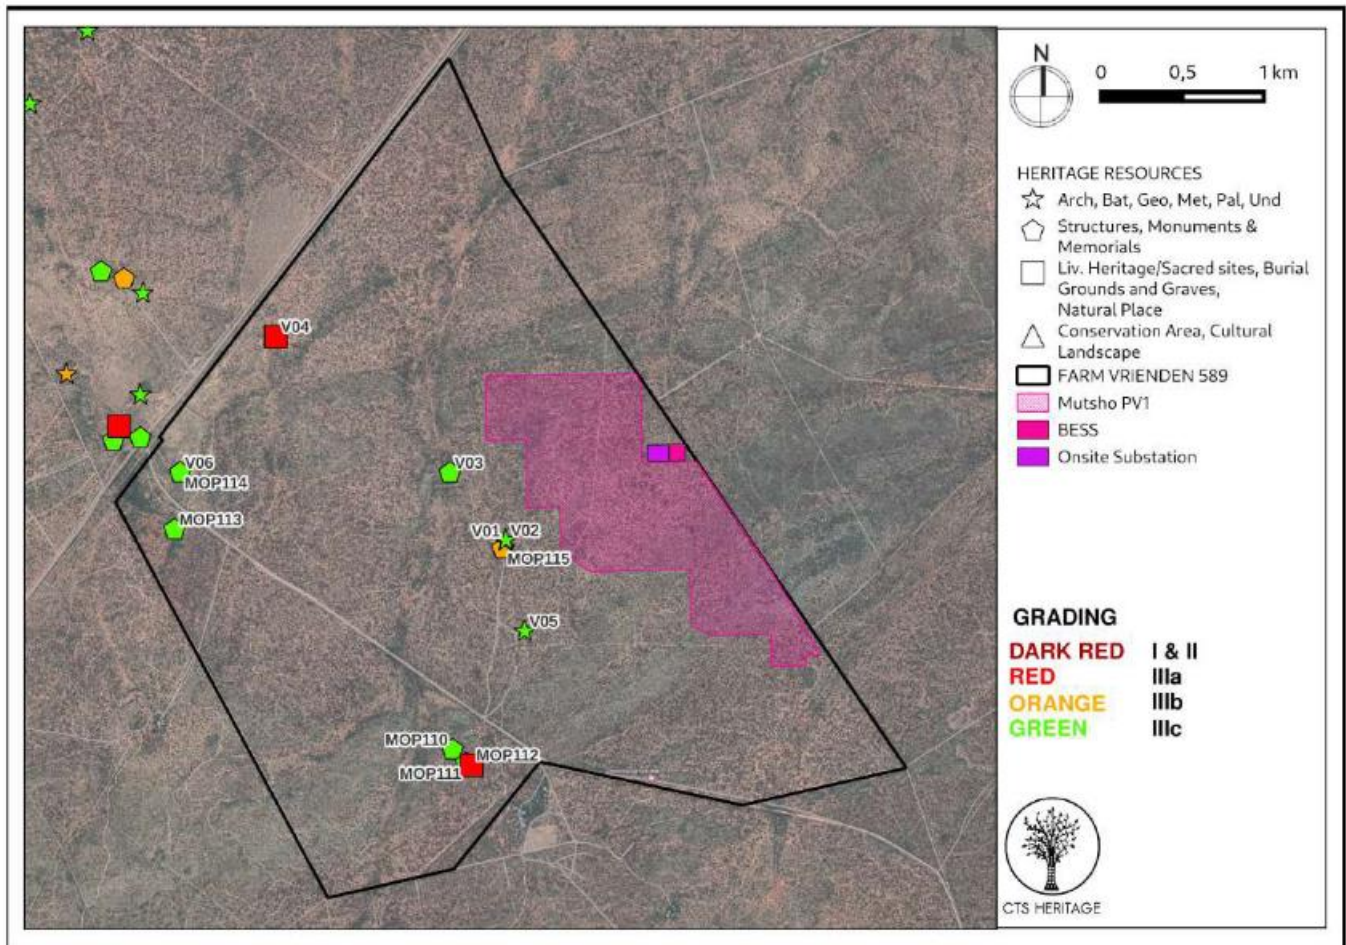 V04
V06
MOP114
MOP113
V03
V01
V02
MOP115
V05
MOP110
MOP112
MOP111
N
0 0,5 1 km
HERITAGE RESOURCES
Arch, Bat, Geo, Met, Pal, Und
Structures, Monuments &
Memorials
Liv. Heritage/Sacred sites, Burial
Grounds and Graves,
Natural Place
Conservation Area, Cultural
Landscape
FARM VRIENDEN 589
Mutsho PV1
BESS
Onsite Substation
GRADING
DARK RED I & II
RED IIIa
ORANGE IIIb
GREEN IIIc
CTS HERITAGE